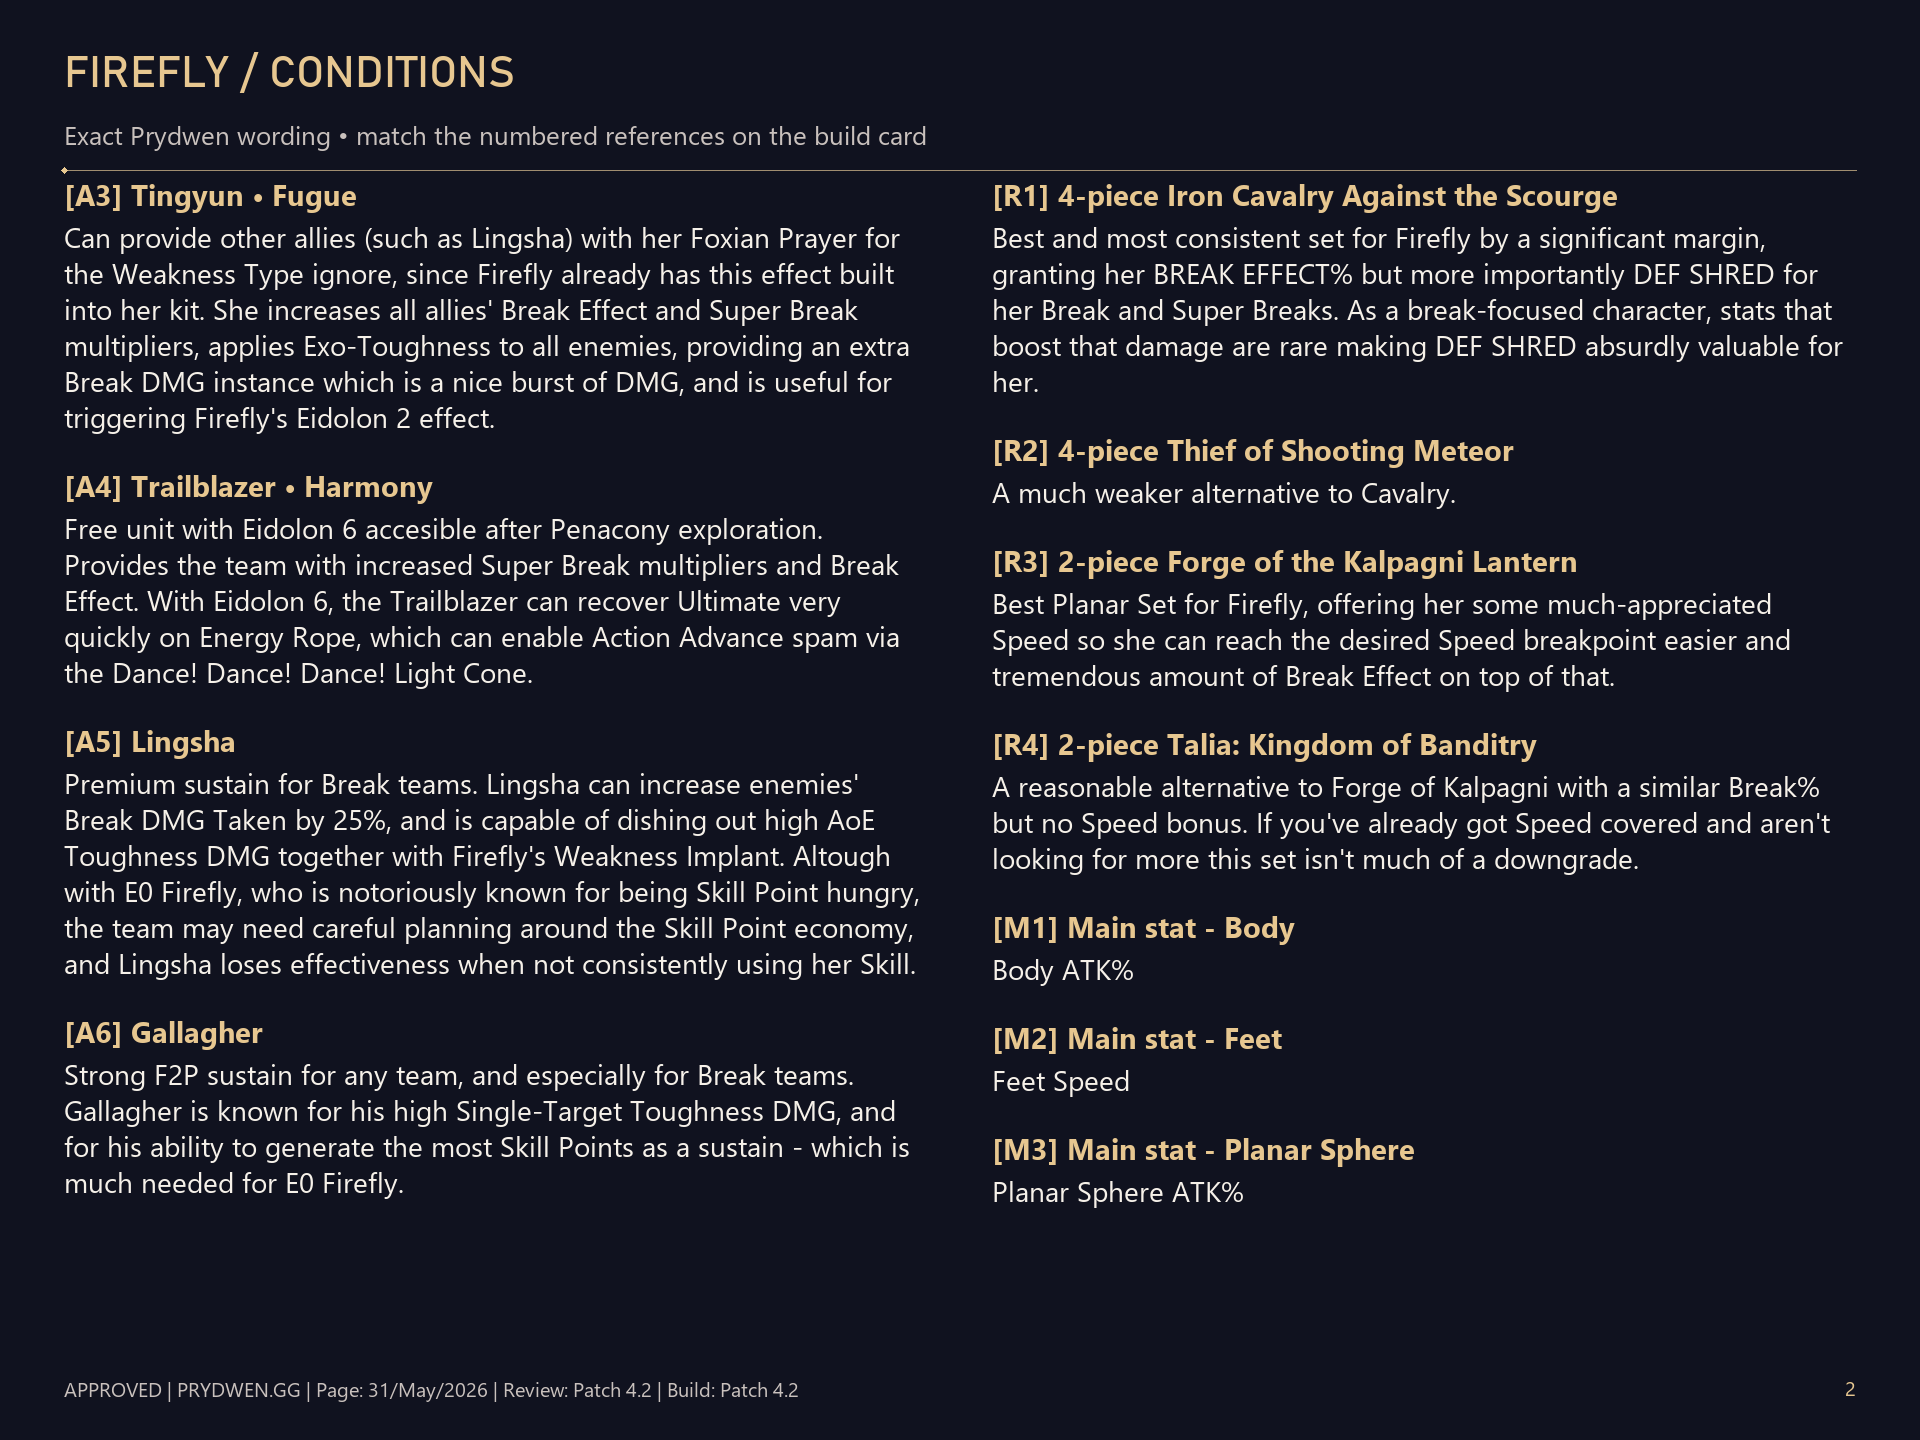 FIREFLY / CONDITIONS
Exact Prydwen wording • match the numbered references on the build card
[A3] Tingyun • Fugue
Can provide other allies (such as Lingsha) with her Foxian Prayer for
the Weakness Type ignore, since Firefly already has this effect built
into her kit. She increases all allies' Break Effect and Super Break
multipliers, applies Exo-Toughness to all enemies, providing an extra
Break DMG instance which is a nice burst of DMG, and is useful for
triggering Firefly's Eidolon 2 effect.
[A4] Trailblazer • Harmony
Free unit with Eidolon 6 accesible after Penacony exploration.
Provides the team with increased Super Break multipliers and Break
Effect. With Eidolon 6, the Trailblazer can recover Ultimate very
quickly on Energy Rope, which can enable Action Advance spam via
the Dance! Dance! Dance! Light Cone.
[A5] Lingsha
Premium sustain for Break teams. Lingsha can increase enemies'
Break DMG Taken by 25%, and is capable of dishing out high AoE
Toughness DMG together with Firefly's Weakness Implant. Altough
with E0 Firefly, who is notoriously known for being Skill Point hungry,
the team may need careful planning around the Skill Point economy,
and Lingsha loses effectiveness when not consistently using her Skill.
[A6] Gallagher
Strong F2P sustain for any team, and especially for Break teams.
Gallagher is known for his high Single-Target Toughness DMG, and
for his ability to generate the most Skill Points as a sustain - which is
much needed for E0 Firefly.
[R1] 4-piece Iron Cavalry Against the Scourge
Best and most consistent set for Firefly by a significant margin,
granting her BREAK EFFECT% but more importantly DEF SHRED for
her Break and Super Breaks. As a break-focused character, stats that
boost that damage are rare making DEF SHRED absurdly valuable for
her.
[R2] 4-piece Thief of Shooting Meteor
A much weaker alternative to Cavalry.
[R3] 2-piece Forge of the Kalpagni Lantern
Best Planar Set for Firefly, offering her some much-appreciated
Speed so she can reach the desired Speed breakpoint easier and
tremendous amount of Break Effect on top of that.
[R4] 2-piece Talia: Kingdom of Banditry
A reasonable alternative to Forge of Kalpagni with a similar Break%
but no Speed bonus. If you've already got Speed covered and aren't
looking for more this set isn't much of a downgrade.
[M1] Main stat - Body
Body ATK%
[M2] Main stat - Feet
Feet Speed
[M3] Main stat - Planar Sphere
Planar Sphere ATK%
APPROVED | PRYDWEN.GG | Page: 31/May/2026 | Review: Patch 4.2 | Build: Patch 4.2
2